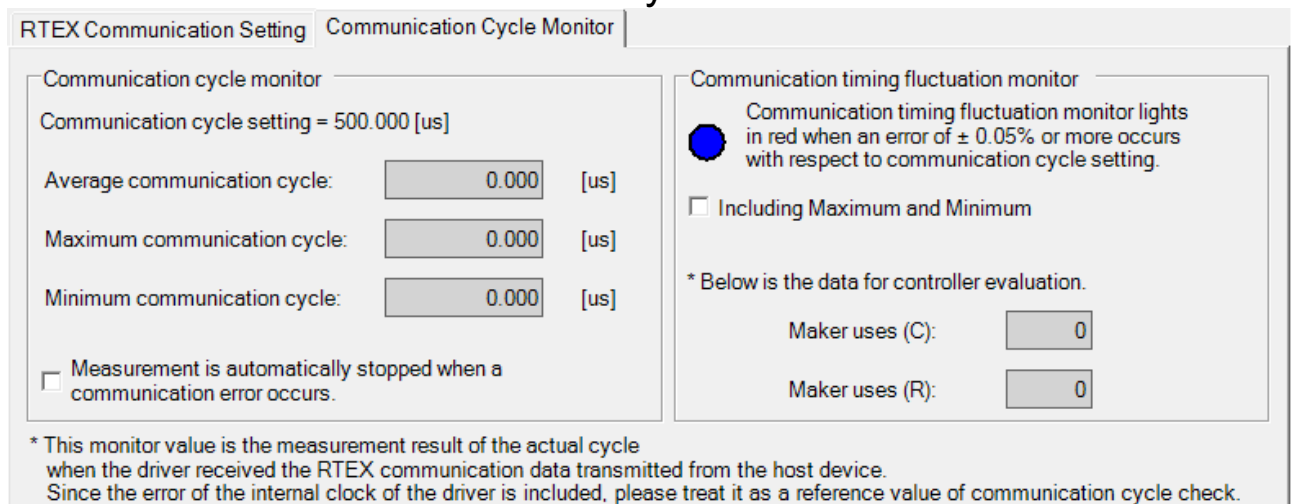 RTEX Communication Setting
Communication Cycle Monitor
Communication cycle monitor
Communication cycle setting = 500.000 [us]
Average communication cycle: 0.000 [us]
Maximum communication cycle: 0.000 [us]
Minimum communication cycle: 0.000 [us]
Measurement is automatically stopped when a
communication error occurs.
Communication timing fluctuation monitor
Communication timing fluctuation monitor lights
in red when an error of ± 0.05% or more occurs
with respect to communication cycle setting.
Including Maximum and Minimum
* Below is the data for controller evaluation.
Maker uses (C): 0
Maker uses (R): 0
* This monitor value is the measurement result of the actual cycle
when the driver received the RTEX communication data transmitted from the host device.
Since the error of the internal clock of the driver is included, please treat it as a reference value of communication cycle check.